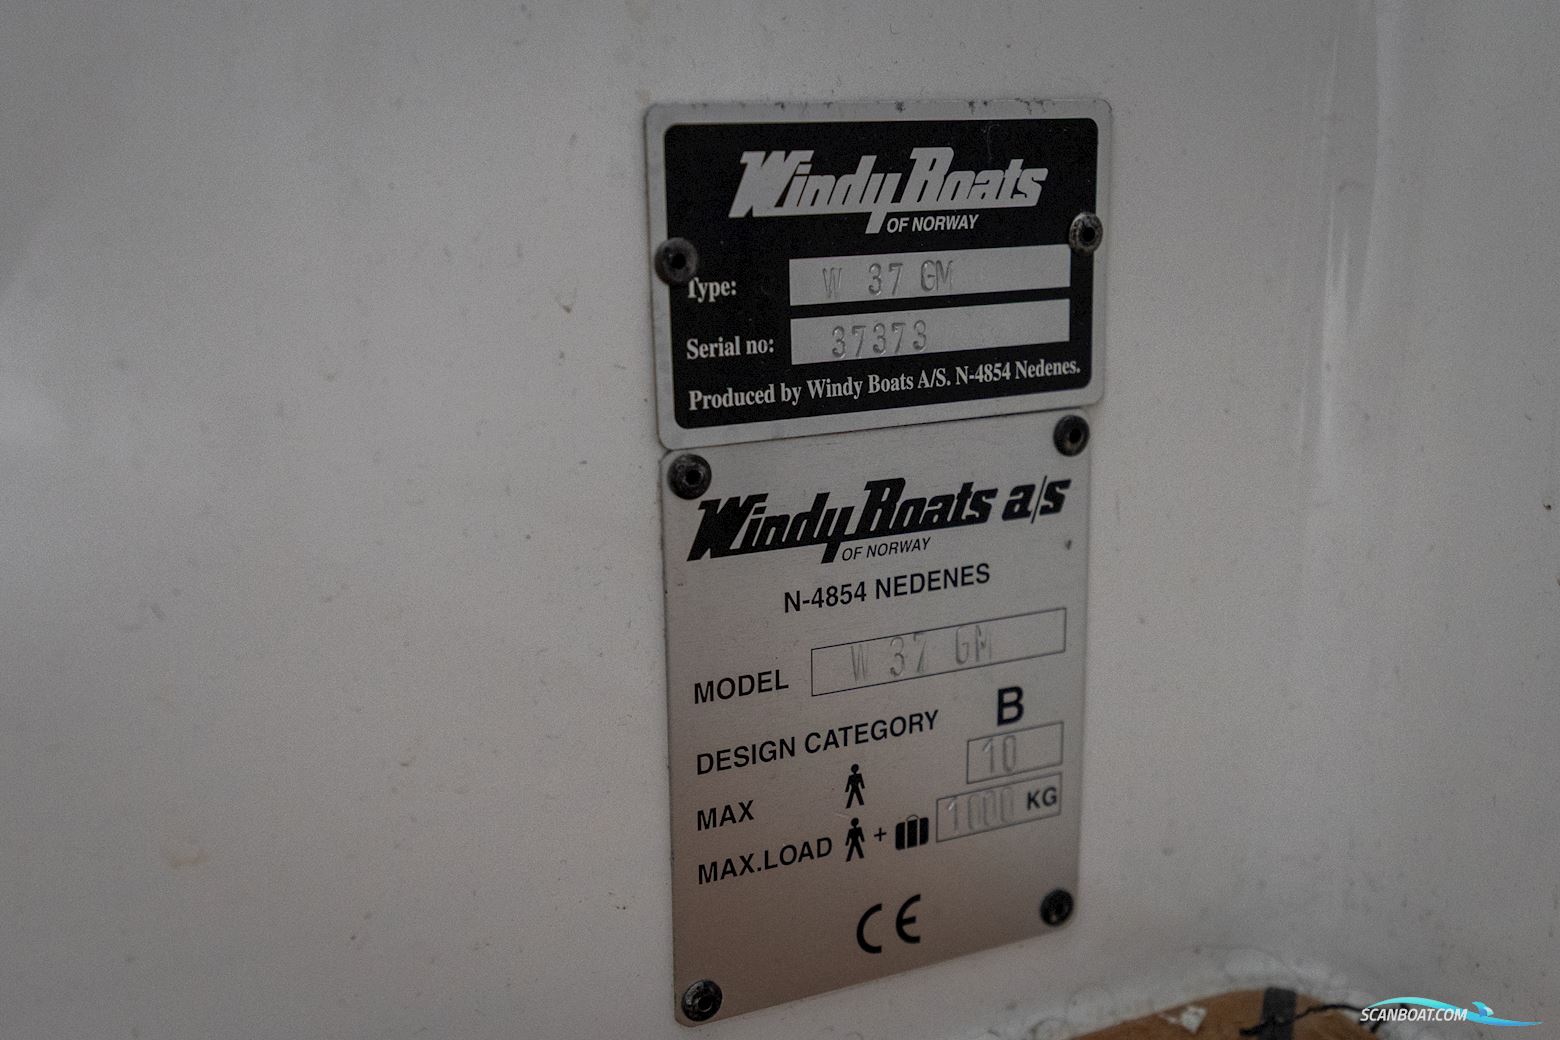 Windy Boats
OF NORWAY
Type: W 37 GM
Serial no: 37373
Produced by Windy Boats A/S. N-4854 Nedenes.
Windy Boats a/s
OF NORWAY
N-4854 NEDENES
MODEL W 37 GM
DESIGN CATEGORY B
MAX 10
MAX.LOAD + 1000 KG
CE
SCANBOAT.COM